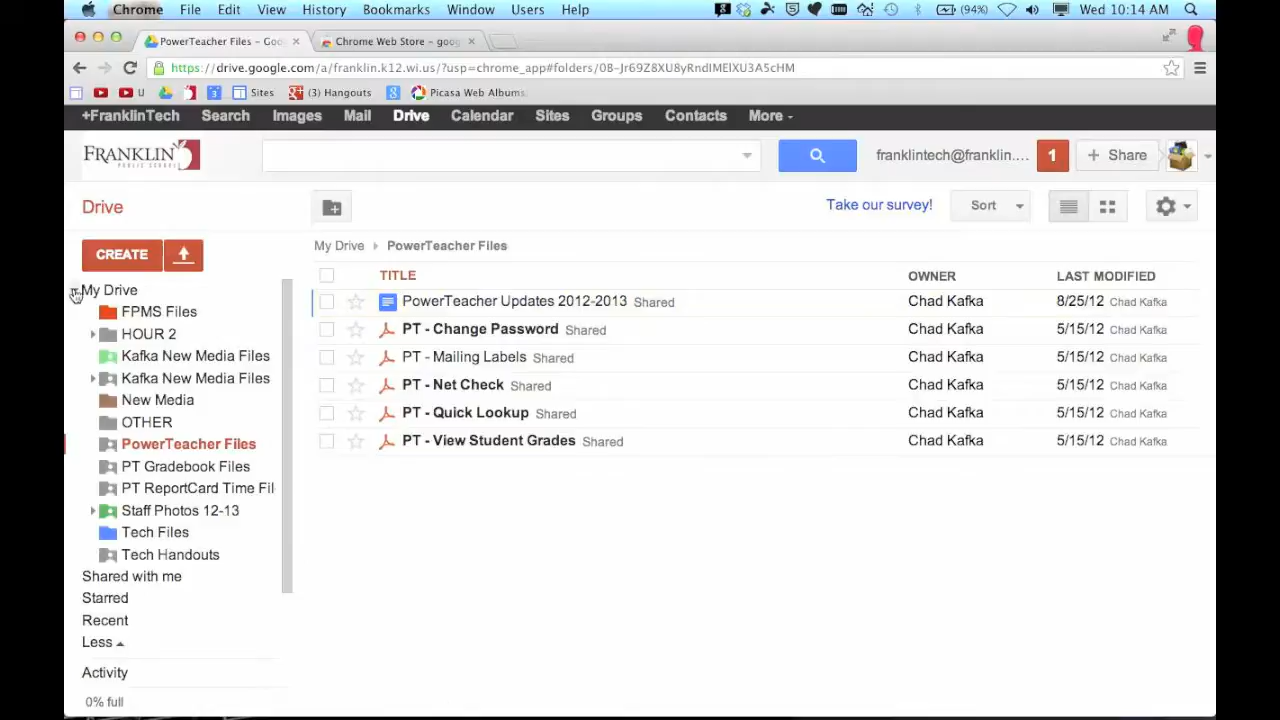 Chrome File Edit View History Bookmarks Window Users Help (94%) Wed 10:14 AM
PowerTeacher Files - Goo Chrome Web Store - goog
https://drive.google.com/a/franklin.k12.wi.us/?usp=chrome_app#folders/0B-Jr69Z8XU8yRndIMElXU3A5cHM
U 3 Sites (3) Hangouts 8 Picasa Web Albums
+FranklinTech Search Images Mail Drive Calendar Sites Groups Contacts More
FRANKLIN franklintech@franklin.... 1 + Share
PUBLIC SCHOOLS
Drive Take our survey! Sort
CREATE My Drive PowerTeacher Files
TITLE OWNER LAST MODIFIED
My Drive
PowerTeacher Updates 2012-2013 Shared Chad Kafka 8/25/12 Chad Kafka
FPMS Files
PT - Change Password Shared Chad Kafka 5/15/12 Chad Kafka
HOUR 2
PT - Mailing Labels Shared Chad Kafka 5/15/12 Chad Kafka
Kafka New Media Files
PT - Net Check Shared Chad Kafka 5/15/12 Chad Kafka
Kafka New Media Files
New Media
PT - Quick Lookup Shared Chad Kafka 5/15/12 Chad Kafka
OTHER
PT - View Student Grades Shared Chad Kafka 5/15/12 Chad Kafka
PowerTeacher Files
PT Gradebook Files
PT ReportCard Time Fil
Staff Photos 12-13
Tech Files
Tech Handouts
Shared with me
Starred
Recent
Less
Activity
0% full